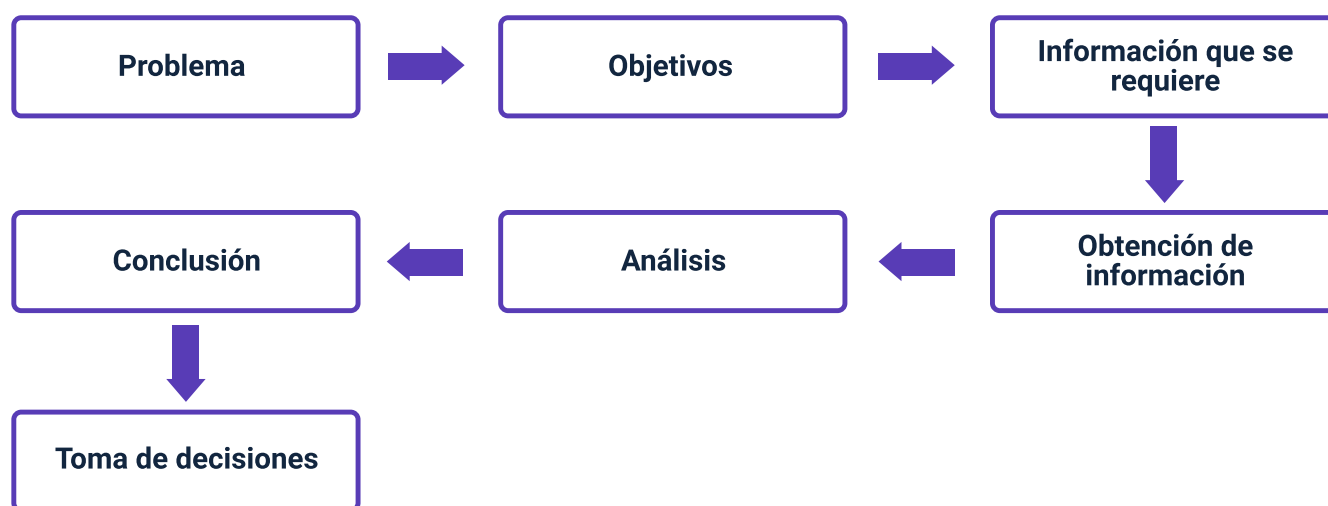 Problema
Objetivos
Información que se
requiere
Obtención de
información
Análisis
Conclusión
Toma de decisiones